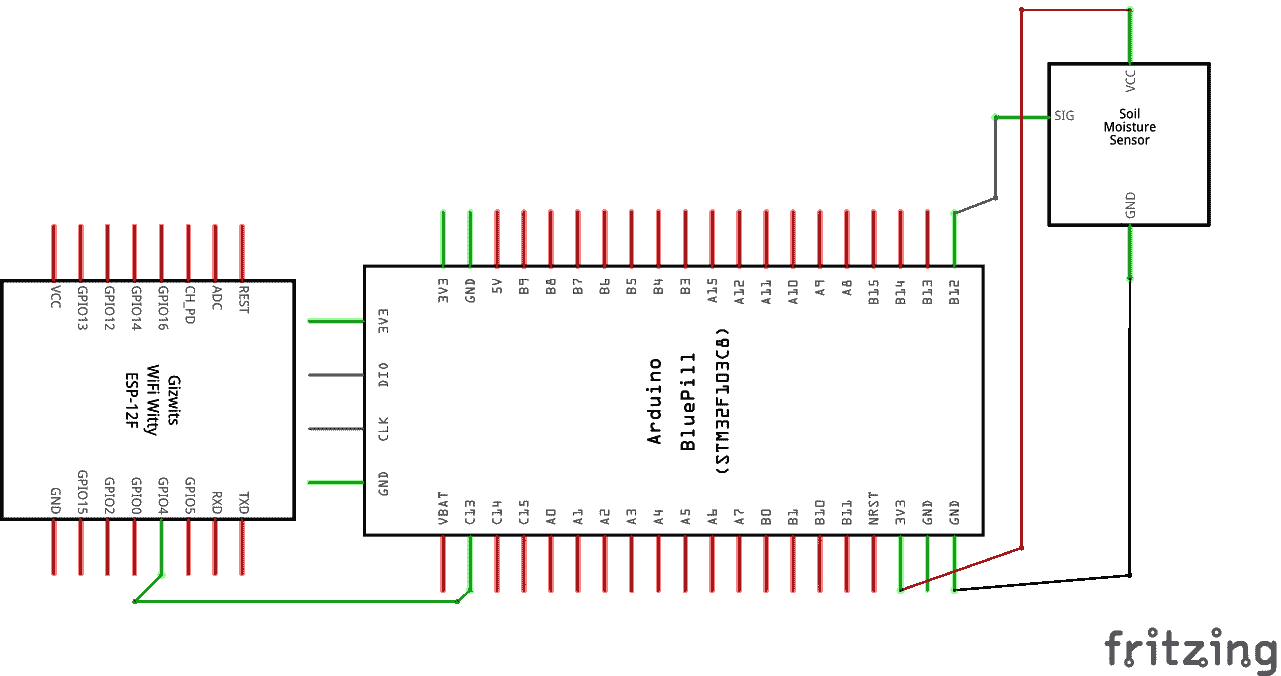 VCC
SIG
Soil
Moisture
Sensor
GND
3V3
GND
5V
B9
B8
B7
B6
B5
B4
B3
A15
A12
A11
A10
A9
A8
B15
B14
B13
B12
VCC
GPIO13
GPIO12
GPIO14
GPIO16
CH_PD
ADC
REST
3V3
DIO
CLK
GND
Gizwits
WiFi Witty
ESP-12F
Arduino
BluePill
(STM32F103C8)
GND
GPIO15
GPIO2
GPIO0
GPIO4
GPIO5
RXD
TXD
VBAT
C13
C14
C15
A0
A1
A2
A3
A4
A5
A6
A7
B0
B1
B10
B11
NRST
3V3
GND
GND
fritzing